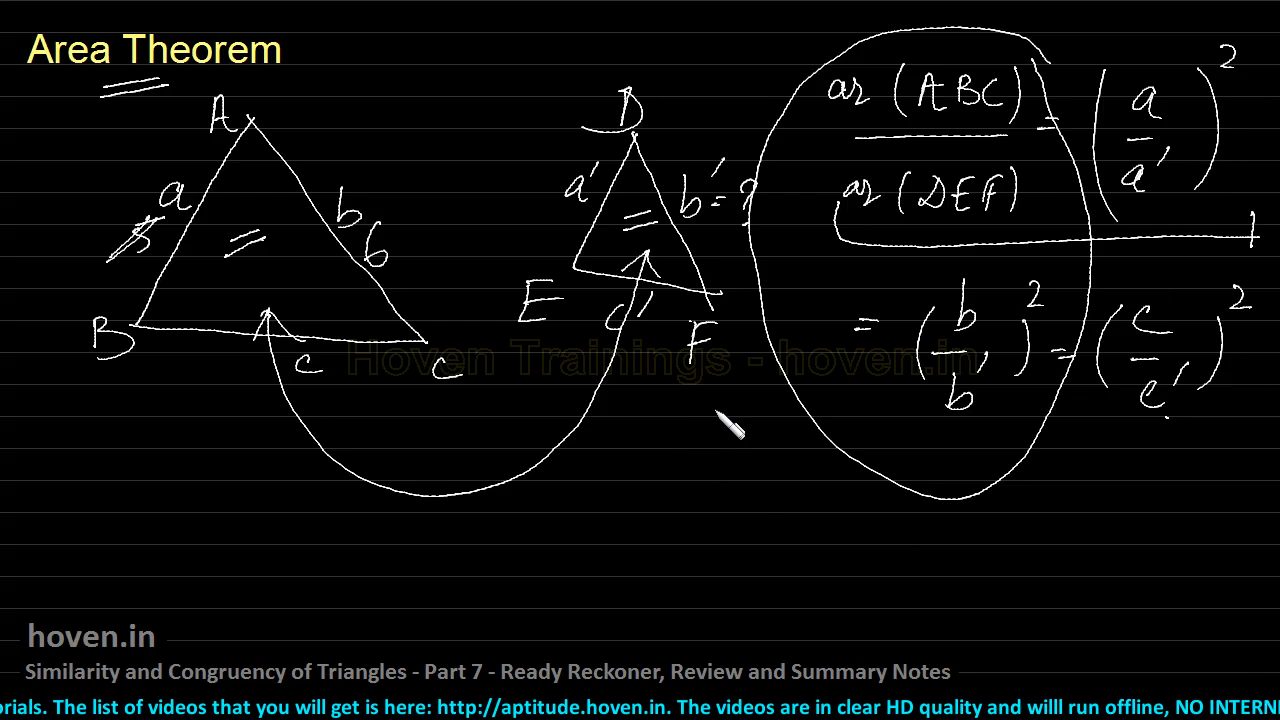 Area Theorem
A
B
C
a
5
b
6
c
D
E
F
a'
b' = ?
c'
ar (ABC)
ar (DEF)
= (a/a')²
= (b/b')² = (c/c')²
Hoven Trainings - hoven.in
hoven.in
Similarity and Congruency of Triangles - Part 7 - Ready Reckoner, Review and Summary Notes
orials. The list of videos that you will get is here: http://aptitude.hoven.in. The videos are in clear HD quality and willl run offline, NO INTERN